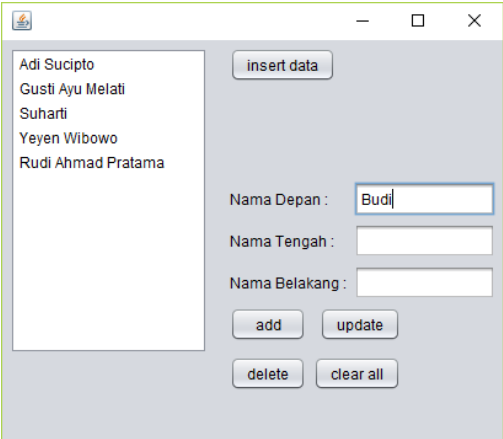 Adi Sucipto
Gusti Ayu Melati
Suharti
Yeyen Wibowo
Rudi Ahmad Pratama
insert data
Nama Depan : Budi
Nama Tengah :
Nama Belakang :
add update
delete clear all